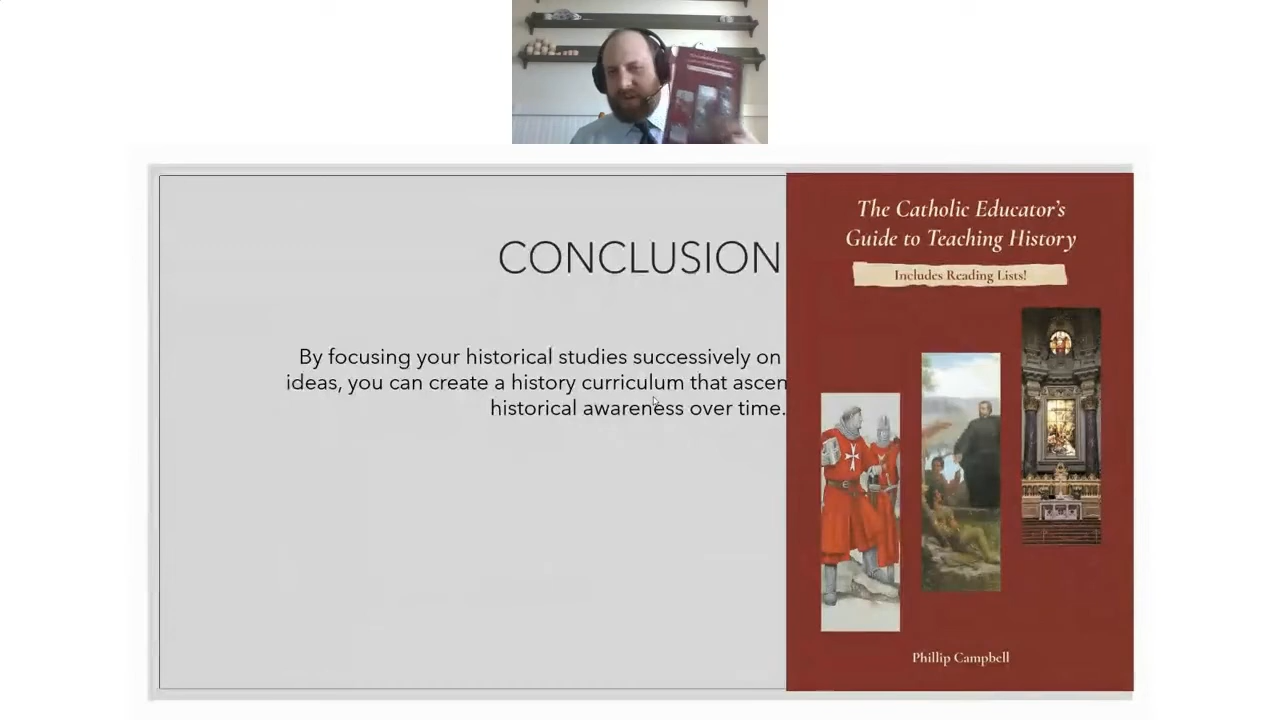 CONCLUSION
By focusing your historical studies successively on
ideas, you can create a history curriculum that ascen
historical awareness over time.
The Catholic Educator's
Guide to Teaching History
Includes Reading Lists!
Phillip Campbell